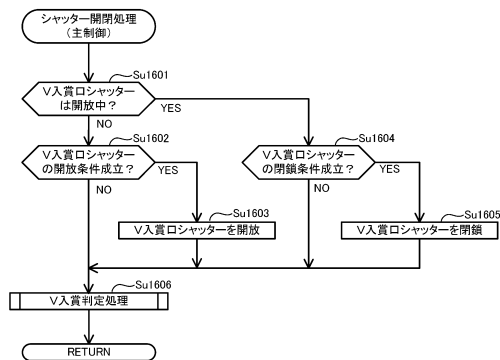 シャッター開閉処理
（主制御）
Su1601
V入賞口シャッター
は開放中？
YES
NO
Su1602
V入賞口シャッター
の開放条件成立？
YES
NO
Su1604
V入賞口シャッター
の閉鎖条件成立？
YES
NO
Su1603
V入賞口シャッターを開放
Su1605
V入賞口シャッターを閉鎖
Su1606
V入賞判定処理
RETURN